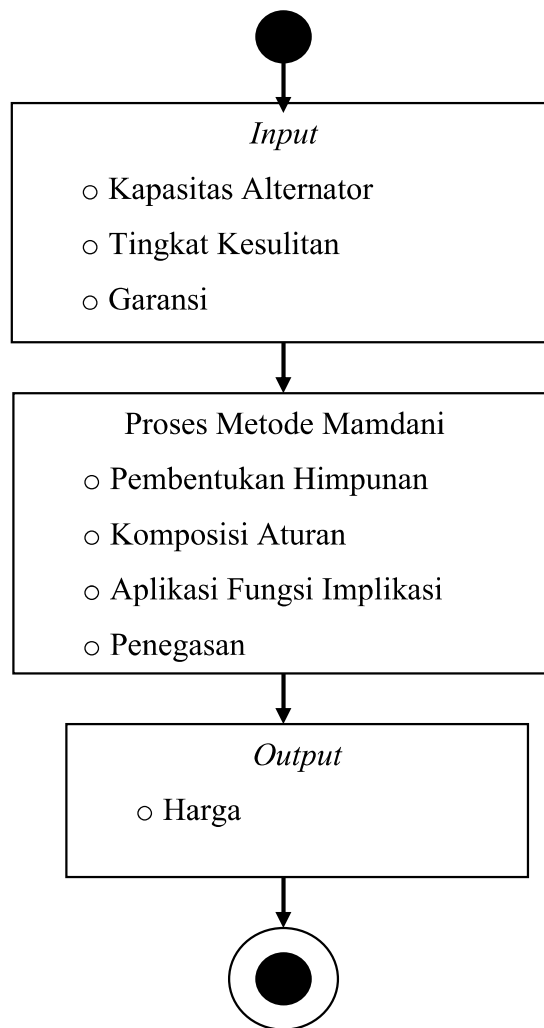 Input
○ Kapasitas Alternator
○ Tingkat Kesulitan
○ Garansi
Proses Metode Mamdani
○ Pembentukan Himpunan
○ Komposisi Aturan
○ Aplikasi Fungsi Implikasi
○ Penegasan
Output
○ Harga